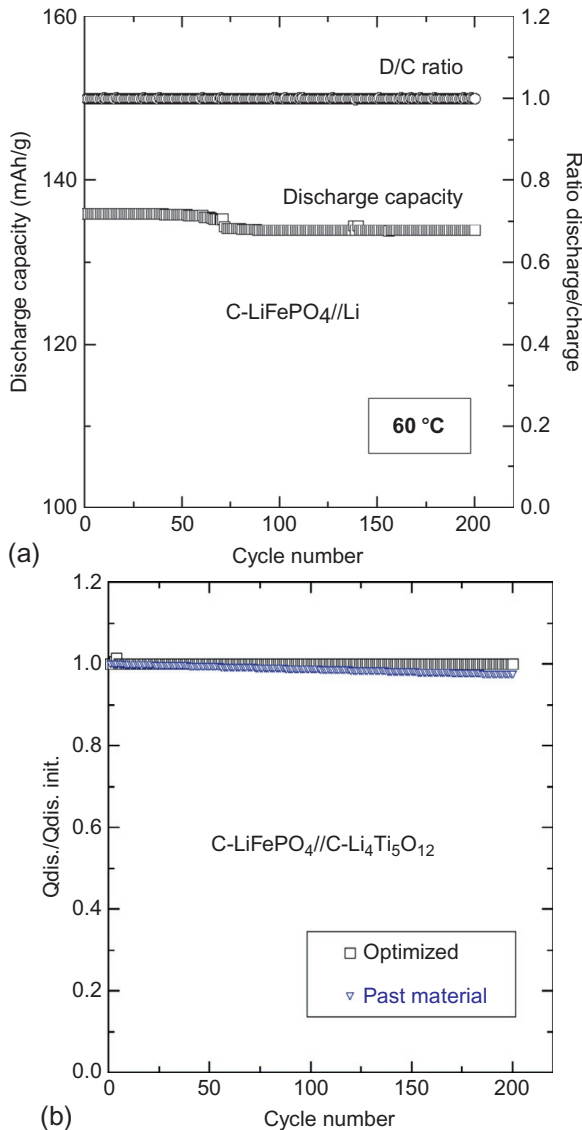 160
1.2
D/C ratio
150
1.0
Discharge capacity (mAh/g)
140
0.8
Discharge capacity
130
0.6
C-LiFePO4//Li
120
0.4
110
60 °C
0.2
100
0.0
Ratio discharge/charge
0 50 100 150 200
(a)
Cycle number
1.2
1.0
0.8
Qdis./Qdis. init.
0.6
C-LiFePO4//C-Li4Ti5O12
0.4
Optimized
0.2
Past material
0.0
0 50 100 150 200
(b)
Cycle number